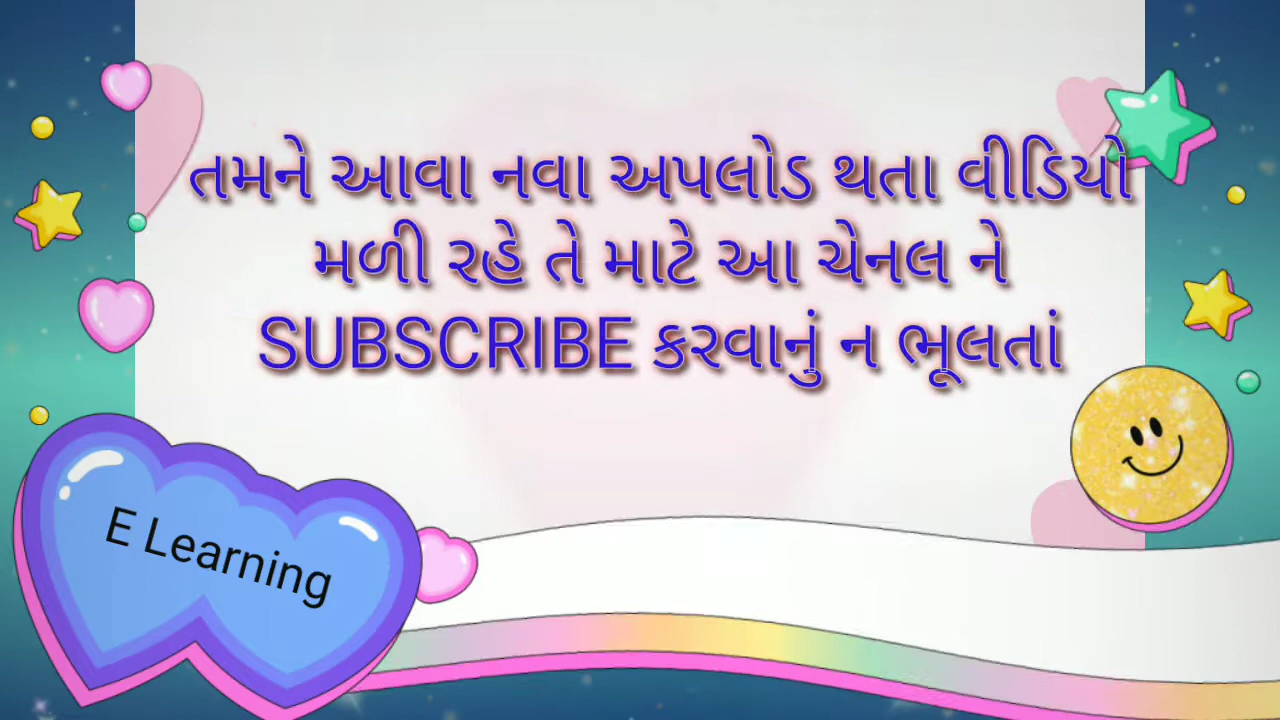 તમને આવા નવા અપલોડ થતા વીડિયો
મળી રહે તે માટે આ ચેનલ ને
SUBSCRIBE કરવાનું ન ભૂલતાં
E Learning